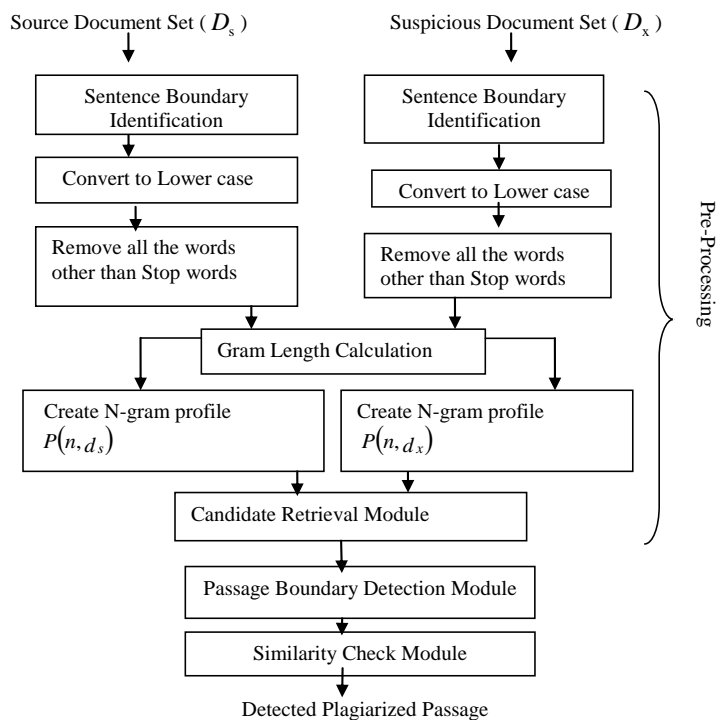 Source Document Set ( D_s )
Suspicious Document Set ( D_x )
Sentence Boundary
Identification
Sentence Boundary
Identification
Convert to Lower case
Convert to Lower case
Remove all the words
other than Stop words
Remove all the words
other than Stop words
Pre-Processing
Gram Length Calculation
Create N-gram profile
P(n, d_s)
Create N-gram profile
P(n, d_x)
Candidate Retrieval Module
Passage Boundary Detection Module
Similarity Check Module
Detected Plagiarized Passage